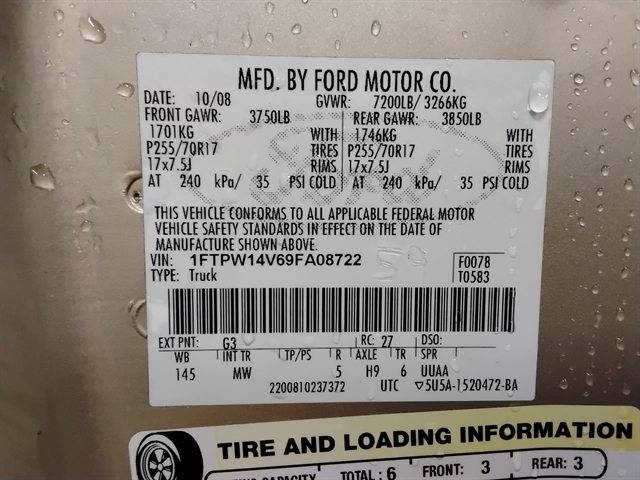 MFD. BY FORD MOTOR CO.
DATE: 10/08 GVWR: 7200LB/ 3266KG
FRONT GAWR: 3750LB REAR GAWR: 3850LB
1701KG WITH 1746KG WITH
P255/70R17 TIRES P255/70R17 TIRES
17x7.5J RIMS 17x7.5J RIMS
AT 240 kPa/ 35 PSI COLD AT 240 kPa/ 35 PSI COLD
THIS VEHICLE CONFORMS TO ALL APPLICABLE FEDERAL MOTOR
VEHICLE SAFETY STANDARDS IN EFFECT ON THE DATE OF
MANUFACTURE SHOWN ABOVE.
VIN: 1FTPW14V69FA08722 F0078
TYPE: Truck T0583
59
EXT PNT: G3 RC: 27 DSO:
WB INT TR TP/PS R AXLE TR SPR
145 MW 5 H9 6 UUAA
2200810237372 UTC ▽5U5A-1520472-BA
TIRE AND LOADING INFORMATION
SEATING CAPACITY TOTAL: 6 FRONT: 3 REAR: 3